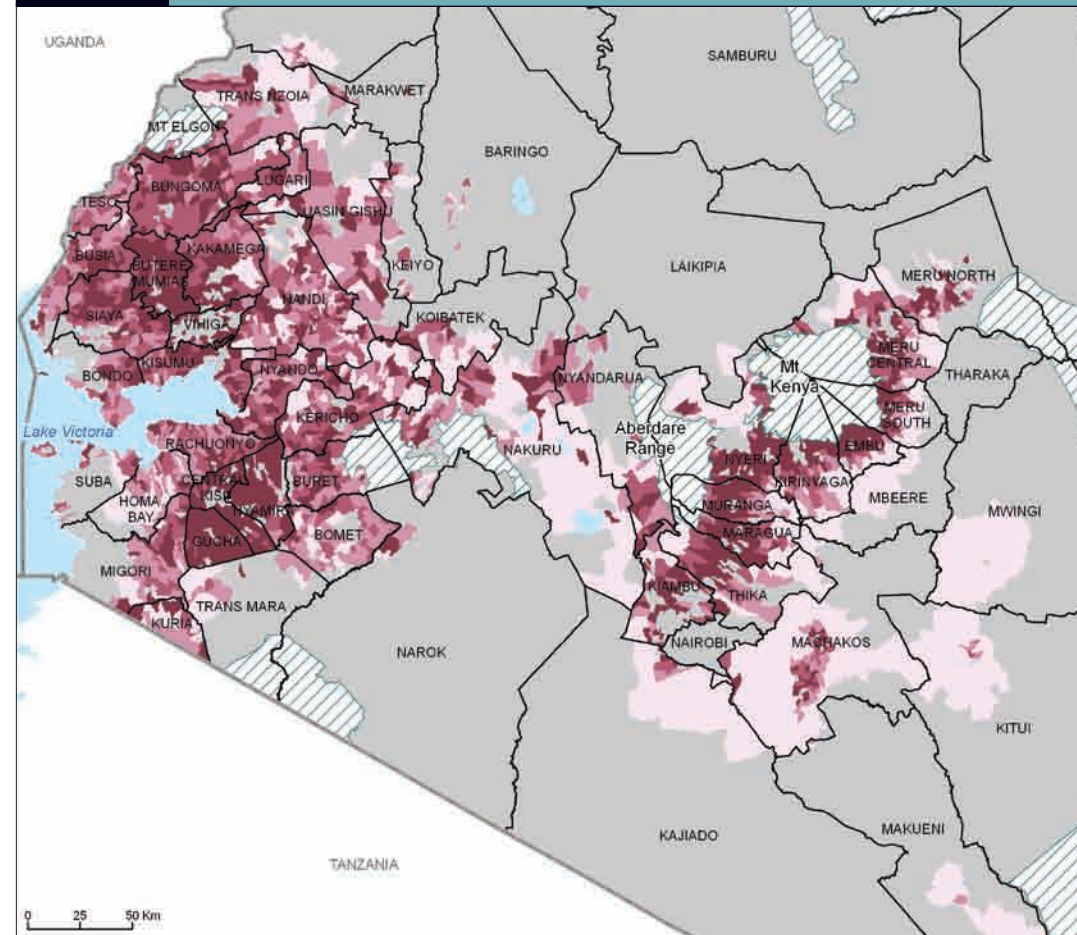 UGANDA
SAMBURU
TRANS NZOIA
MARAKWET
MT ELGON
BARINGO
BUNGOMA
LUGARI
TESO
UASIN GISHU
BUSIA
BUTERE
MUMIAS
KAKAMEGA
KEIYO
LAIKIPIA
MERU NORTH
NANDI
SIAYA
VIHIGA
KOIBATEK
MERU
CENTRAL
THARAKA
BONDO
KISUMU
NYANDO
NYANDARUA
Mt
Kenya
MERU
SOUTH
KERICHO
Lake Victoria
RACHUONYO
NAKURU
Aberdare
Range
NYERI
EMBU
SUBA
CENTRAL
KISII
BURET
KIRINYAGA
MBEERE
HOMA
BAY
NYAMIRA
MURANGA
MWINGI
GUCHA
BOMET
MARAGUA
MIGORI
KIAMBU
THIKA
TRANS MARA
KURIA
NAROK
NAIROBI
MACHAKOS
KITUI
KAJIADO
MAKUENI
TANZANIA
0 25 50 Km